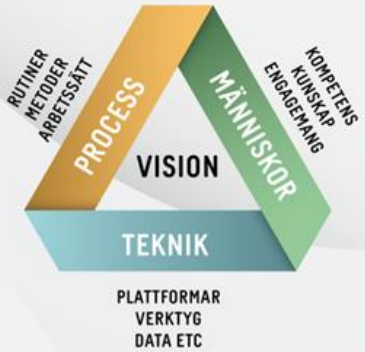 RUTINER
METODER
ARBETSSÄTT
PROCESS
MÄNNISKOR
KOMPETENS
KUNSKAP
ENGAGEMANG
VISION
TEKNIK
PLATTFORMAR
VERKTYG
DATA ETC